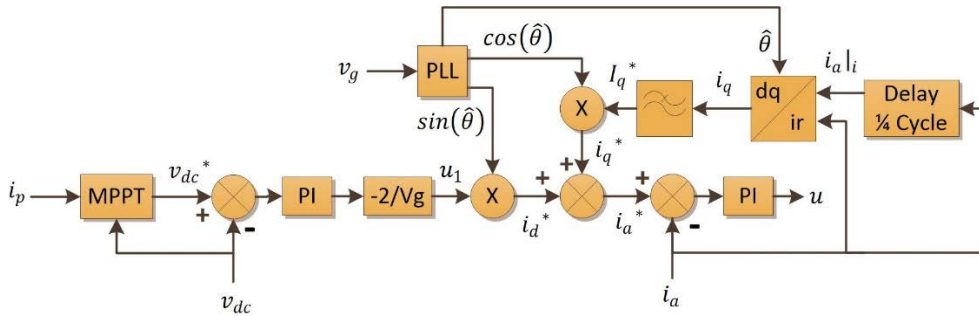 cos(θ̂)
θ̂
v_g
PLL
I_q*
i_q
dq
ir
i_a|_i
Delay
¼ Cycle
X
sin(θ̂)
+
i_q*
v_dc*
u_1
i_p
MPPT
+
-
PI
-2/Vg
X
+
i_d*
+
i_a*
-
PI
u
v_dc
i_a